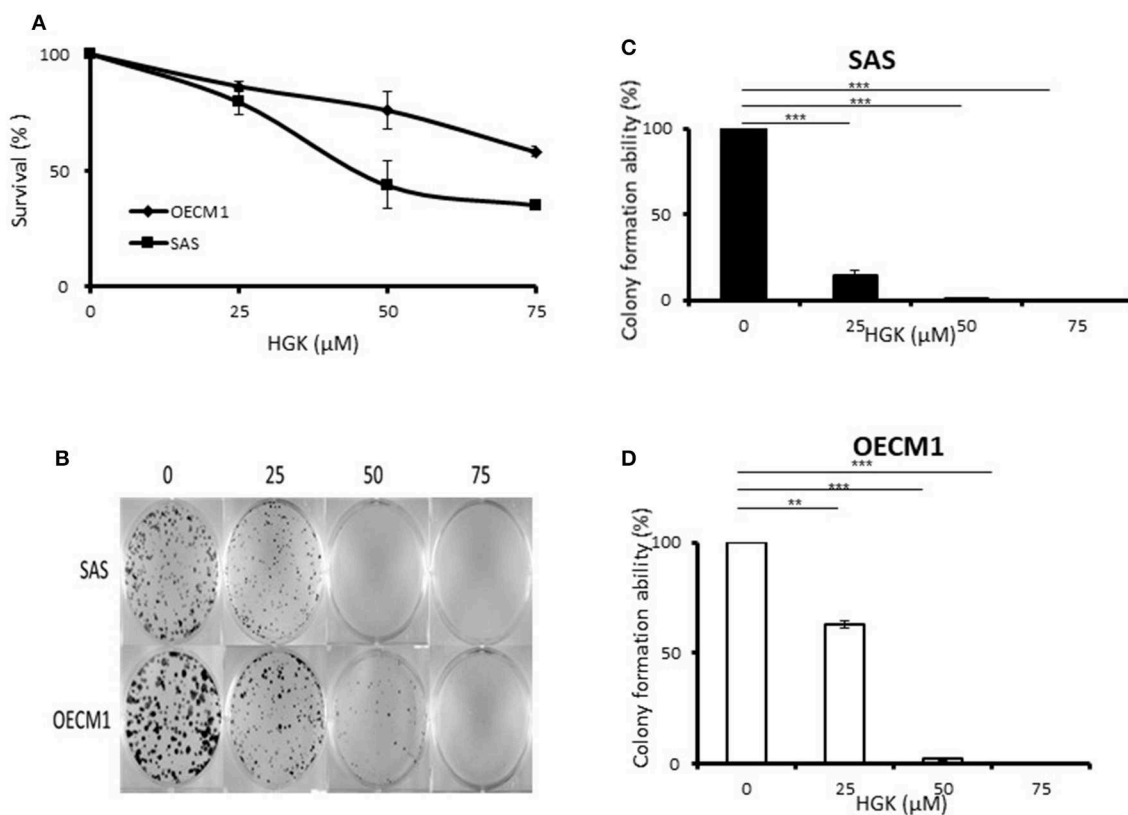 A
100
50
0
Survival (%)
OECM1
SAS
0 25 50 75
HGK (µM)
B
0 25 50 75
SAS
OECM1
C
SAS
***
***
***
Colony formation ability (%)
100
50
0
0 25 50 75
HGK (µM)
D
OECM1
***
***
**
Colony formation ability (%)
100
50
0
0 25 50 75
HGK (µM)